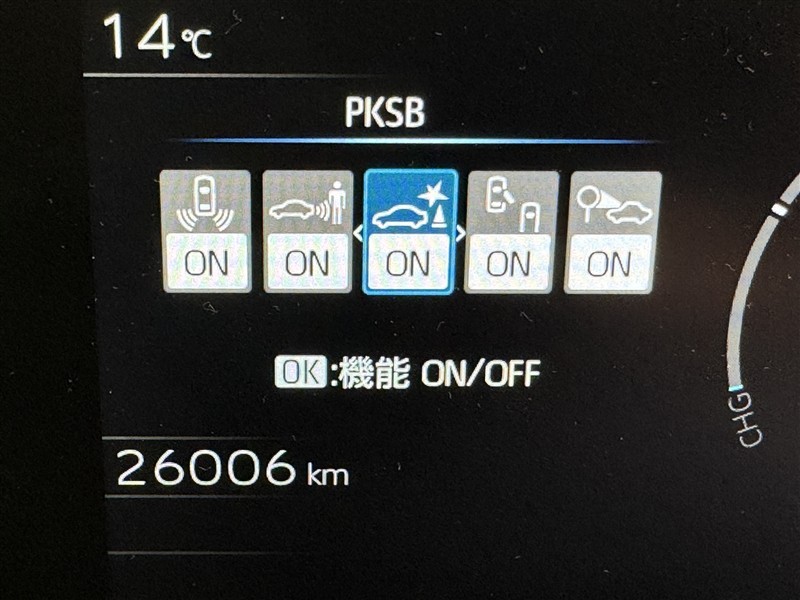 14℃
PKSB
ON ON ON ON ON
OK:機能 ON/OFF
CHG
26006 km